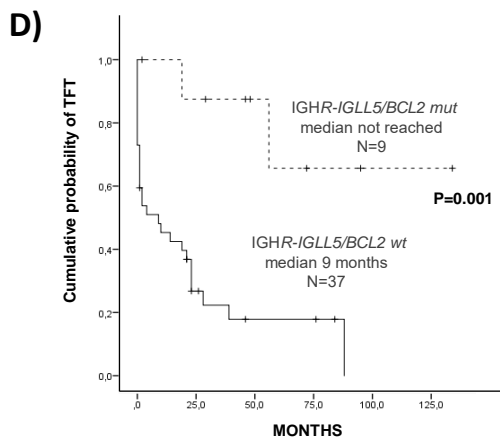 D)
Cumulative probability of TFT
1,0
0,8
0,6
0,4
0,2
0,0
IGHR-IGLL5/BCL2 mut
median not reached
N=9
P=0.001
IGHR-IGLL5/BCL2 wt
median 9 months
N=37
,0 25,0 50,0 75,0 100,0 125,0
MONTHS